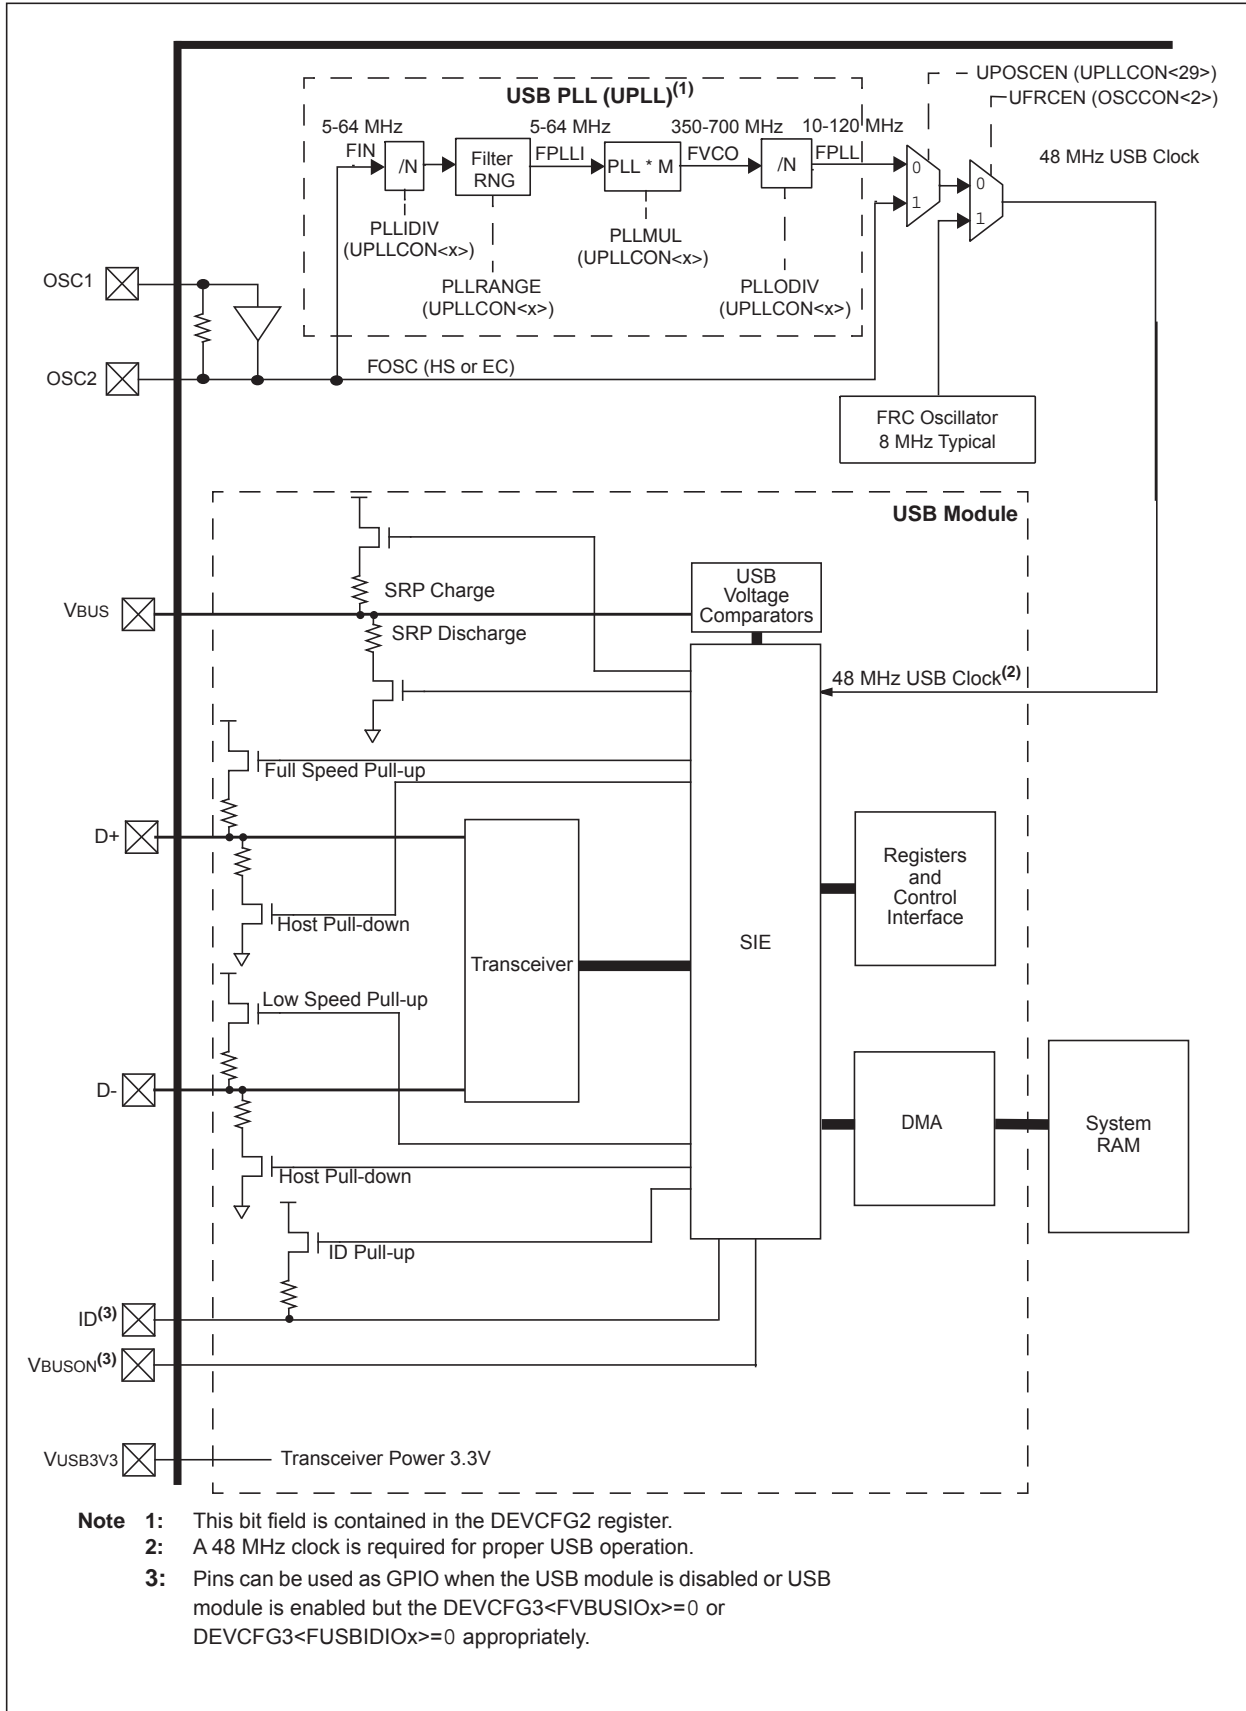 USB PLL (UPLL)(1)
UPOSCEN (UPLLCON<29>)
UFRCEN (OSCCON<2>)
5-64 MHz
5-64 MHz
350-700 MHz
10-120 MHz
FIN
FPLLI
FVCO
FPLL
48 MHz USB Clock
/N
Filter
RNG
PLL * M
/N
0
1
0
1
PLLIDIV
(UPLLCON<x>)
PLLMUL
(UPLLCON<x>)
PLLRANGE
(UPLLCON<x>)
PLLODIV
(UPLLCON<x>)
OSC1
OSC2
FOSC (HS or EC)
FRC Oscillator
8 MHz Typical
USB Module
USB
Voltage
Comparators
SRP Charge
VBUS
SRP Discharge
48 MHz USB Clock(2)
Full Speed Pull-up
D+
Registers
and
Control
Interface
Host Pull-down
SIE
Transceiver
Low Speed Pull-up
D-
DMA
System
RAM
Host Pull-down
ID Pull-up
ID(3)
VBUSON(3)
VUSB3V3
Transceiver Power 3.3V
Note 1: This bit field is contained in the DEVCFG2 register.
2: A 48 MHz clock is required for proper USB operation.
3: Pins can be used as GPIO when the USB module is disabled or USB
module is enabled but the DEVCFG3<FVBUSIOx>=0 or
DEVCFG3<FUSBIDIOx>=0 appropriately.